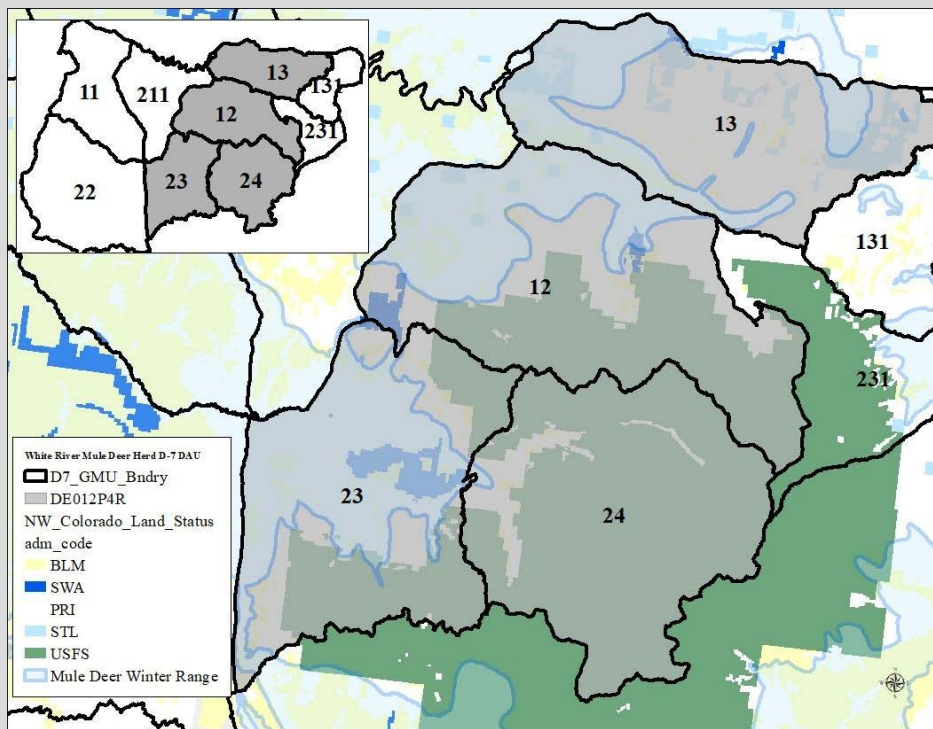 13
131
11
211
12
231
22
23
24
13
131
12
231
23
24
White River Mule Deer Herd D-7 DAU
D7_GMU_Bndry
DE012P4R
NW_Colorado_Land_Status
adm_code
BLM
SWA
PRI
STL
USFS
Mule Deer Winter Range